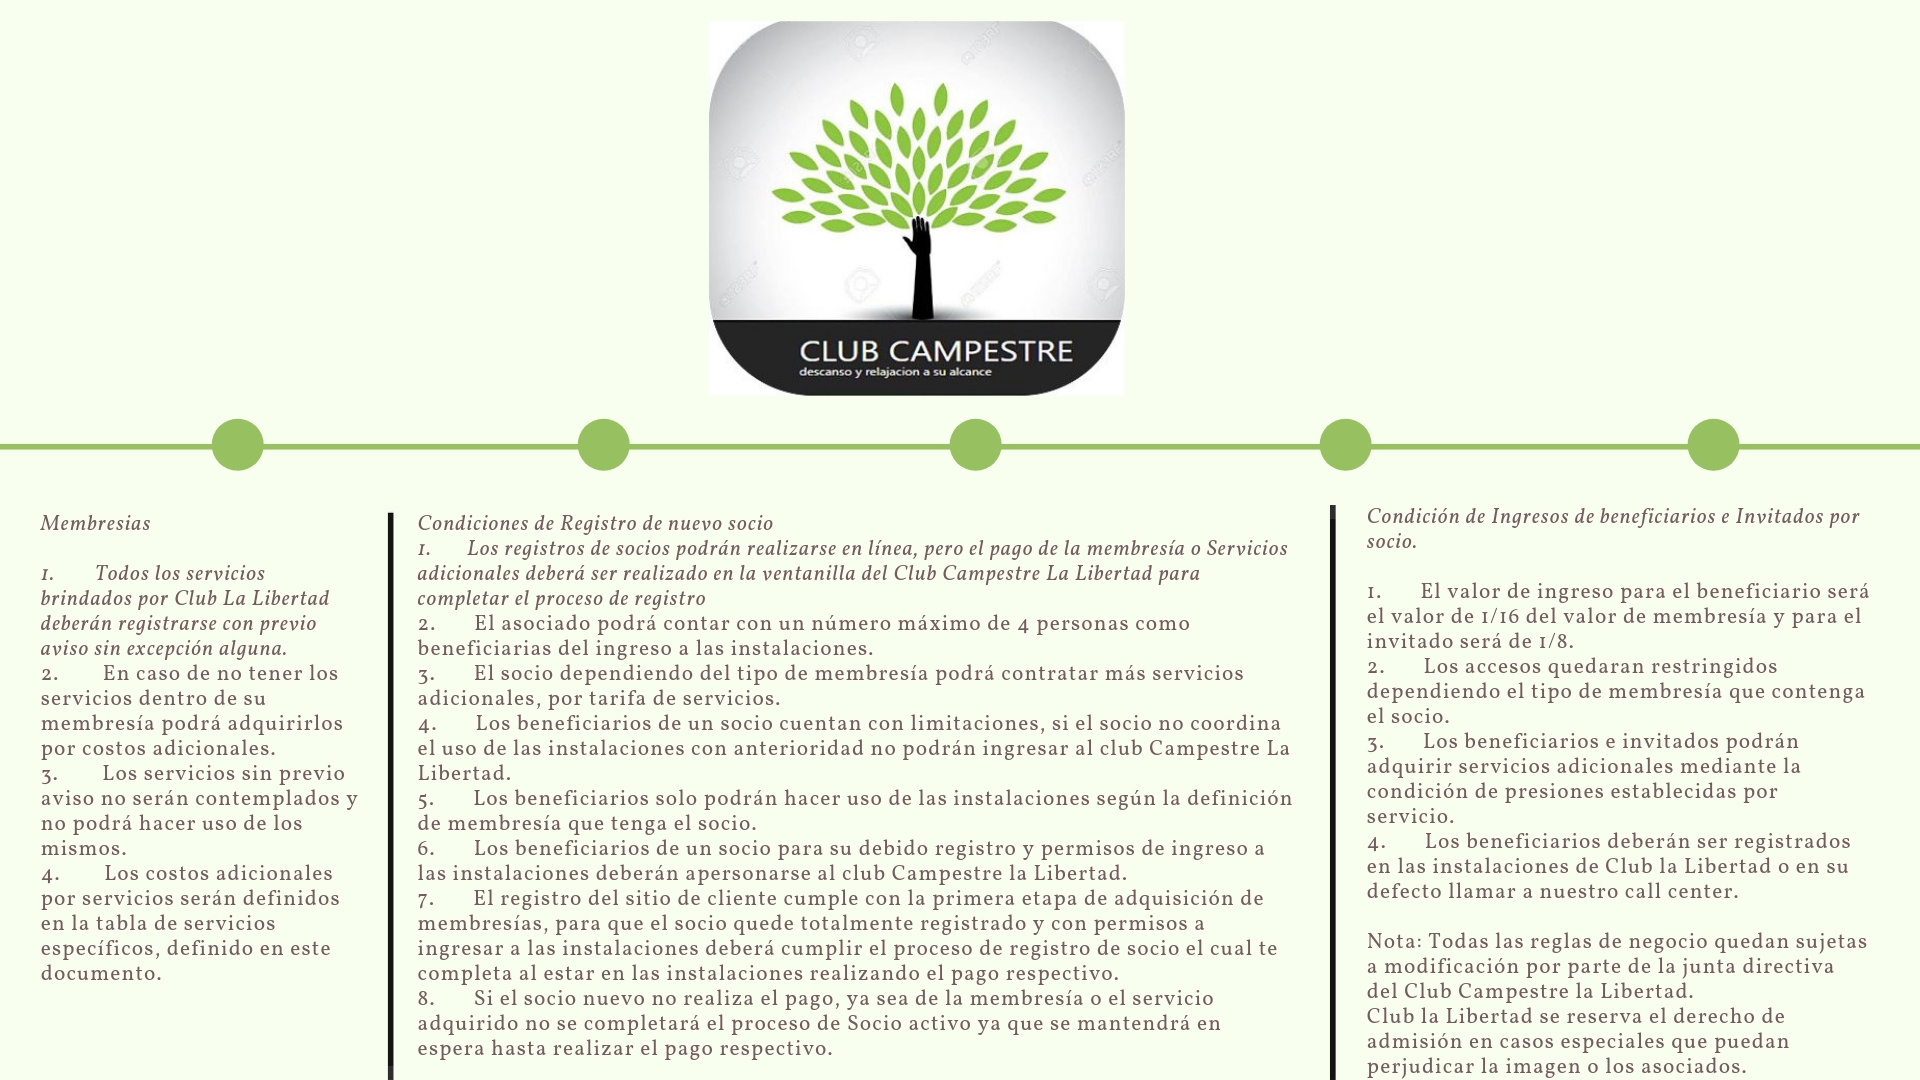 CLUB CAMPESTRE
descanso y relajacion a su alcance
Membresias
1. Todos los servicios
brindados por Club La Libertad
deberán registrarse con previo
aviso sin excepción alguna.
2. En caso de no tener los
servicios dentro de su
membresía podrá adquirirlos
por costos adicionales.
3. Los servicios sin previo
aviso no serán contemplados y
no podrá hacer uso de los
mismos.
4. Los costos adicionales
por servicios serán definidos
en la tabla de servicios
específicos, definido en este
documento.
Condiciones de Registro de nuevo socio
1. Los registros de socios podrán realizarse en línea, pero el pago de la membresía o Servicios
adicionales deberá ser realizado en la ventanilla del Club Campestre La Libertad para
completar el proceso de registro
2. El asociado podrá contar con un número máximo de 4 personas como
beneficiarias del ingreso a las instalaciones.
3. El socio dependiendo del tipo de membresía podrá contratar más servicios
adicionales, por tarifa de servicios.
4. Los beneficiarios de un socio cuentan con limitaciones, si el socio no coordina
el uso de las instalaciones con anterioridad no podrán ingresar al club Campestre La
Libertad.
5. Los beneficiarios solo podrán hacer uso de las instalaciones según la definición
de membresía que tenga el socio.
6. Los beneficiarios de un socio para su debido registro y permisos de ingreso a
las instalaciones deberán apersonarse al club Campestre la Libertad.
7. El registro del sitio de cliente cumple con la primera etapa de adquisición de
membresías, para que el socio quede totalmente registrado y con permisos a
ingresar a las instalaciones deberá cumplir el proceso de registro de socio el cual te
completa al estar en las instalaciones realizando el pago respectivo.
8. Si el socio nuevo no realiza el pago, ya sea de la membresía o el servicio
adquirido no se completará el proceso de Socio activo ya que se mantendrá en
espera hasta realizar el pago respectivo.
Condición de Ingresos de beneficiarios e Invitados por
socio.
1. El valor de ingreso para el beneficiario será
el valor de 1/16 del valor de membresía y para el
invitado será de 1/8.
2. Los accesos quedaran restringidos
dependiendo el tipo de membresía que contenga
el socio.
3. Los beneficiarios e invitados podrán
adquirir servicios adicionales mediante la
condición de presiones establecidas por
servicio.
4. Los beneficiarios deberán ser registrados
en las instalaciones de Club la Libertad o en su
defecto llamar a nuestro call center.
Nota: Todas las reglas de negocio quedan sujetas
a modificación por parte de la junta directiva
del Club Campestre la Libertad.
Club la Libertad se reserva el derecho de
admisión en casos especiales que puedan
perjudicar la imagen o los asociados.